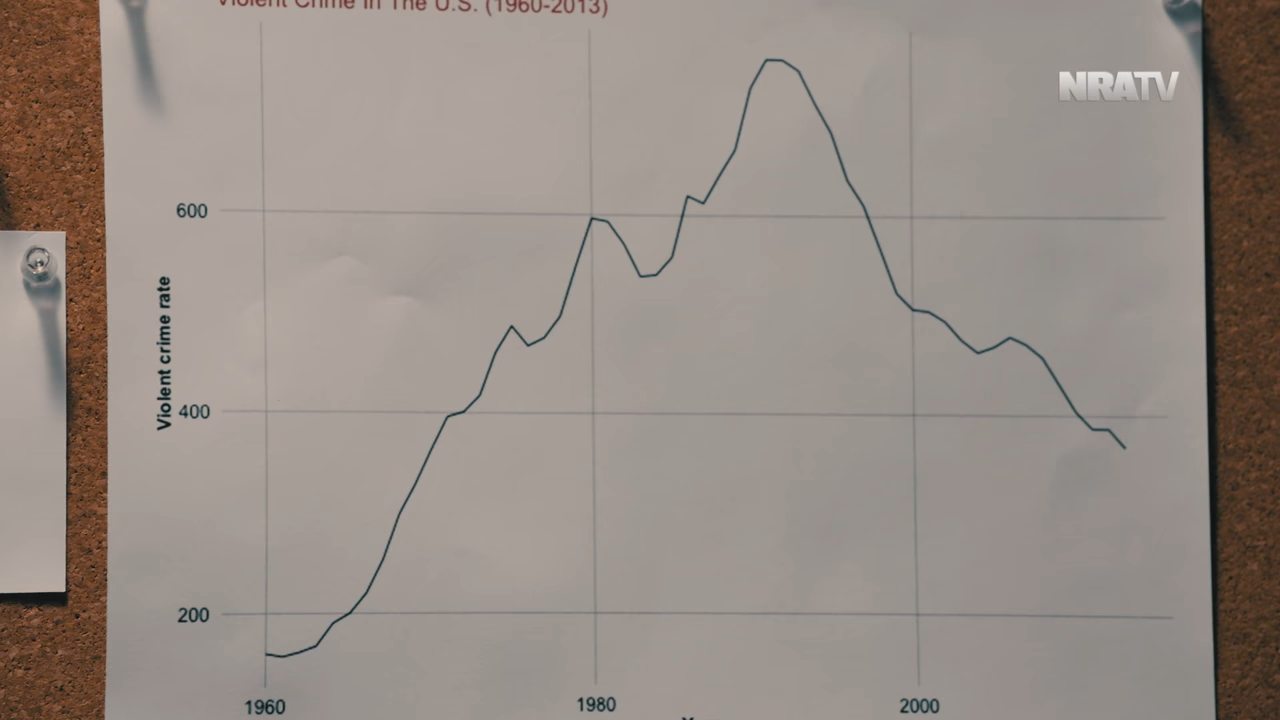 Violent Crime In The U.S. (1960-2013)
NRATV
600
Violent crime rate
400
200
1960
1980
2000